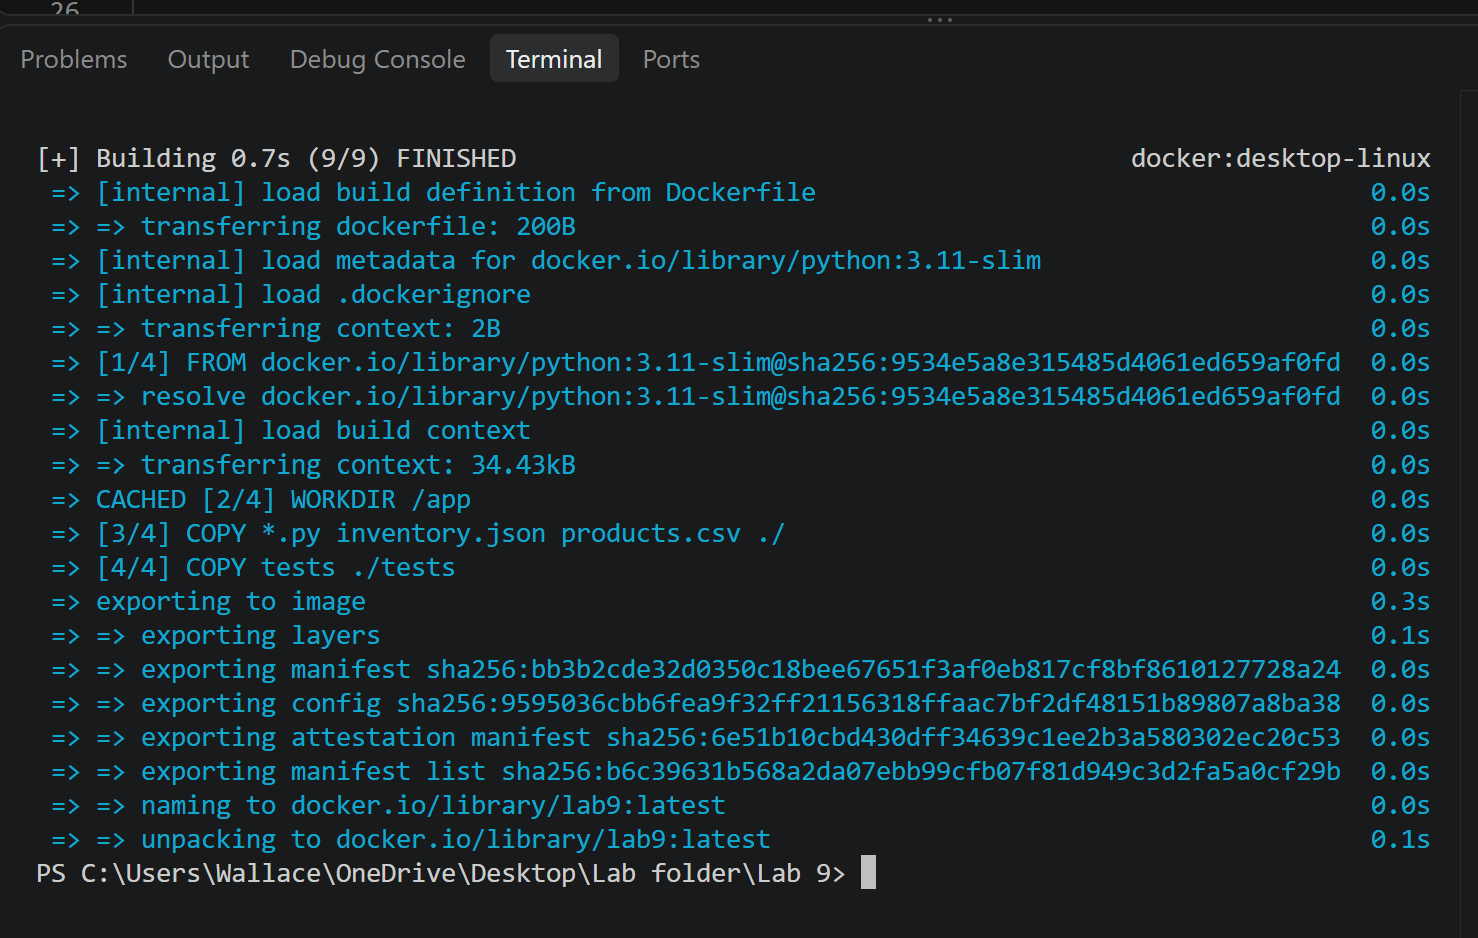 26
Problems Output Debug Console Terminal Ports
[+] Building 0.7s (9/9) FINISHED docker:desktop-linux
=> [internal] load build definition from Dockerfile 0.0s
=> => transferring dockerfile: 200B 0.0s
=> [internal] load metadata for docker.io/library/python:3.11-slim 0.0s
=> [internal] load .dockerignore 0.0s
=> => transferring context: 2B 0.0s
=> [1/4] FROM docker.io/library/python:3.11-slim@sha256:9534e5a8e315485d4061ed659af0fd 0.0s
=> => resolve docker.io/library/python:3.11-slim@sha256:9534e5a8e315485d4061ed659af0fd 0.0s
=> [internal] load build context 0.0s
=> => transferring context: 34.43kB 0.0s
=> CACHED [2/4] WORKDIR /app 0.0s
=> [3/4] COPY *.py inventory.json products.csv ./ 0.0s
=> [4/4] COPY tests ./tests 0.0s
=> exporting to image 0.3s
=> => exporting layers 0.1s
=> => exporting manifest sha256:bb3b2cde32d0350c18bee67651f3af0eb817cf8bf8610127728a24 0.0s
=> => exporting config sha256:9595036cbb6fea9f32ff21156318ffaac7bf2df48151b89807a8ba38 0.0s
=> => exporting attestation manifest sha256:6e51b10cbd430dff34639c1ee2b3a580302ec20c53 0.0s
=> => exporting manifest list sha256:b6c39631b568a2da07ebb99cfb07f81d949c3d2fa5a0cf29b 0.0s
=> => naming to docker.io/library/lab9:latest 0.0s
=> => unpacking to docker.io/library/lab9:latest 0.1s
PS C:\Users\Wallace\OneDrive\Desktop\Lab folder\Lab 9>